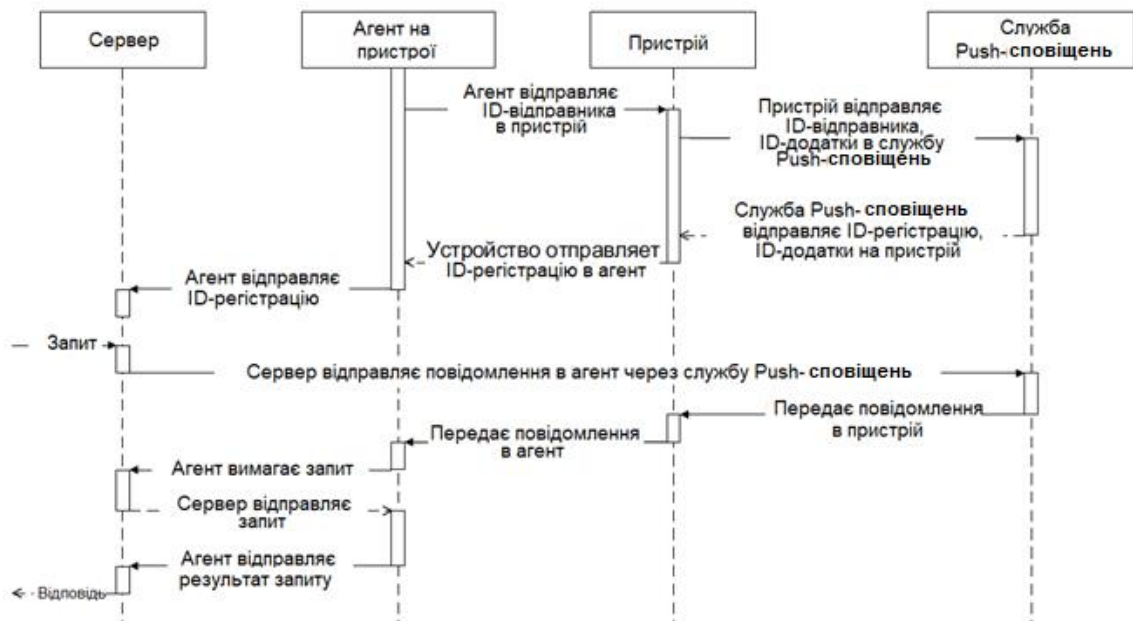 Сервер
Агент на
пристрої
Пристрій
Служба
Push-сповіщень
Агент відправляє
ID-відправника
в пристрій
Пристрій відправляє
ID-відправника,
ID-додатки в службу
Push-сповіщень
Служба Push- сповіщень
відправляє ID-регістрацію,
ID-додатки на пристрій
Устройство отправляет
ID-регістрацію в агент
Агент відправляє
ID-регістрацію
Запит
Сервер відправляє повідомлення в агент через службу Push- сповіщень
Передає повідомлення
в пристрій
Передає повідомлення
в агент
Агент вимагає запит
Сервер відправляє
запит
Агент відправляє
результат запиту
Відповідь